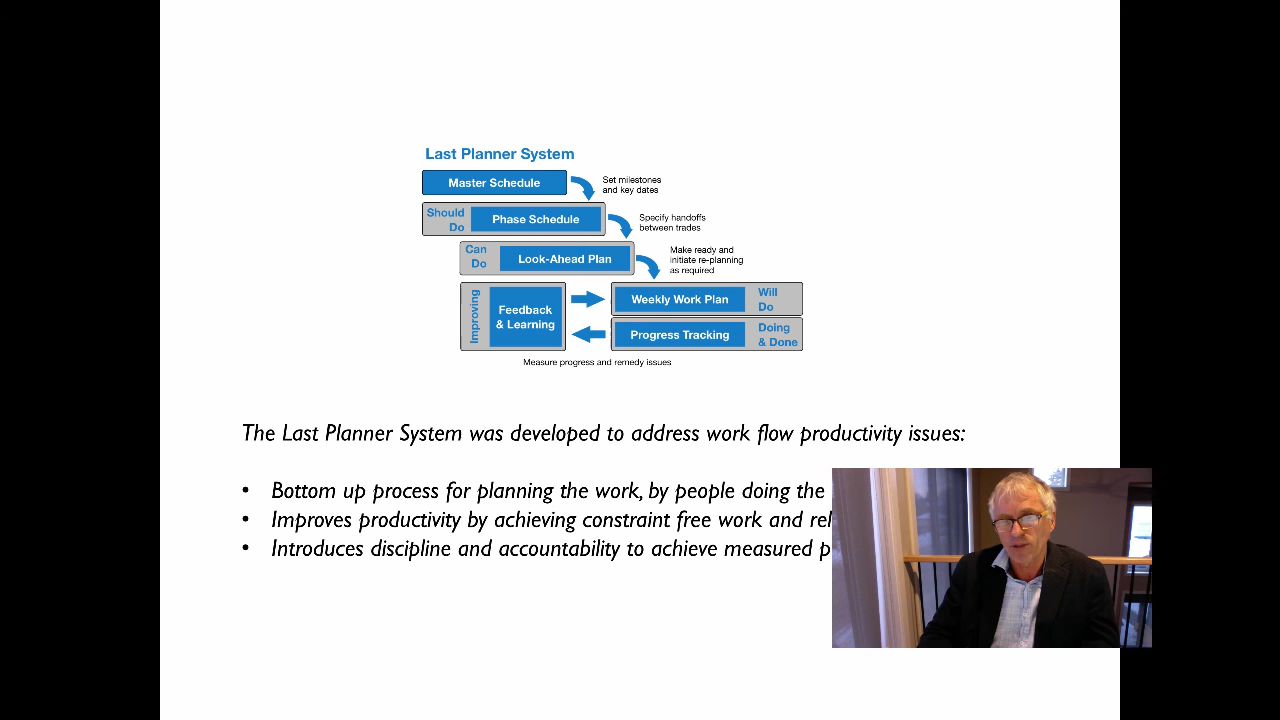 Last Planner System
Master Schedule
Set milestones
and key dates
Should
Do
Phase Schedule
Specify handoffs
between trades
Can
Do
Look-Ahead Plan
Make ready and
initiate re-planning
as required
Improving
Feedback
& Learning
Weekly Work Plan
Will
Do
Progress Tracking
Doing
& Done
Measure progress and remedy issues
The Last Planner System was developed to address work flow productivity issues:
• Bottom up process for planning the work, by people doing the
• Improves productivity by achieving constraint free work and
• Introduces discipline and accountability to achieve measured